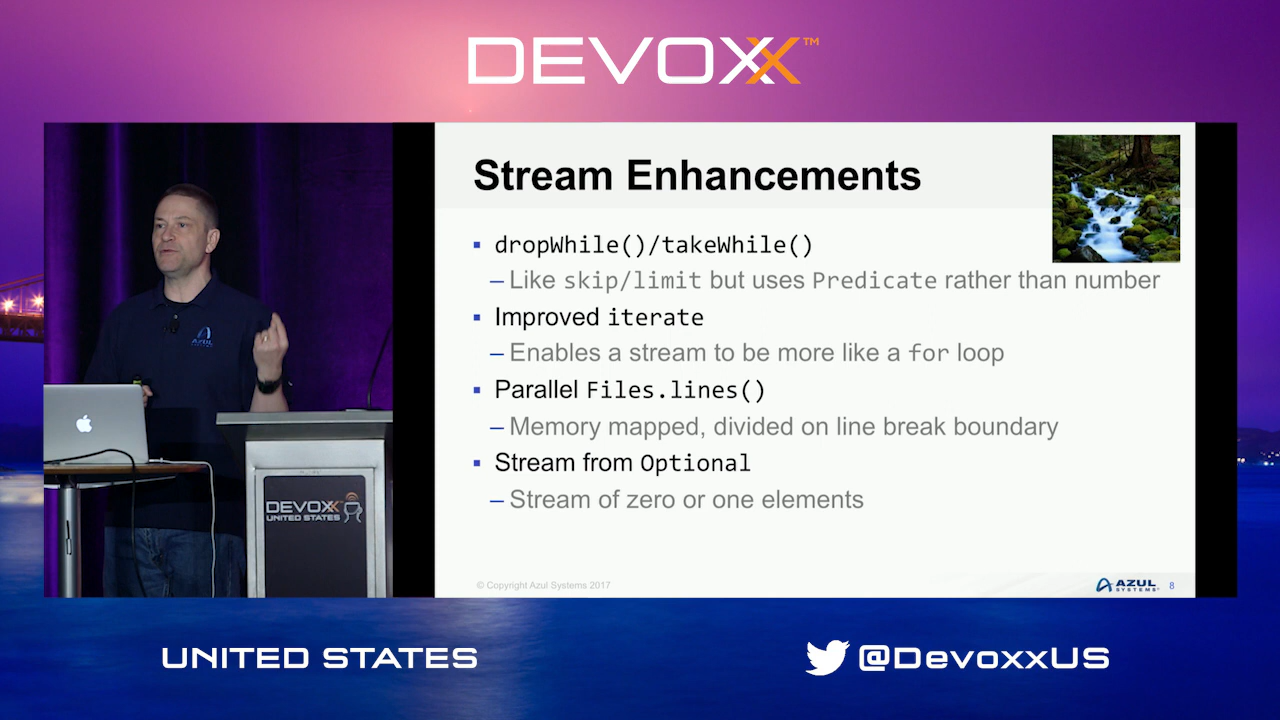 DEVOXX™
Stream Enhancements
▪ dropWhile()/takeWhile()
– Like skip/limit but uses Predicate rather than number
▪ Improved iterate
– Enables a stream to be more like a for loop
▪ Parallel Files.lines()
– Memory mapped, divided on line break boundary
▪ Stream from Optional
– Stream of zero or one elements
© Copyright Azul Systems 2017
AZUL
SYSTEMS
8
AZUL
SYSTEMS
DEVOXX
UNITED STATES
UNITED STATES
@DevoxxUS